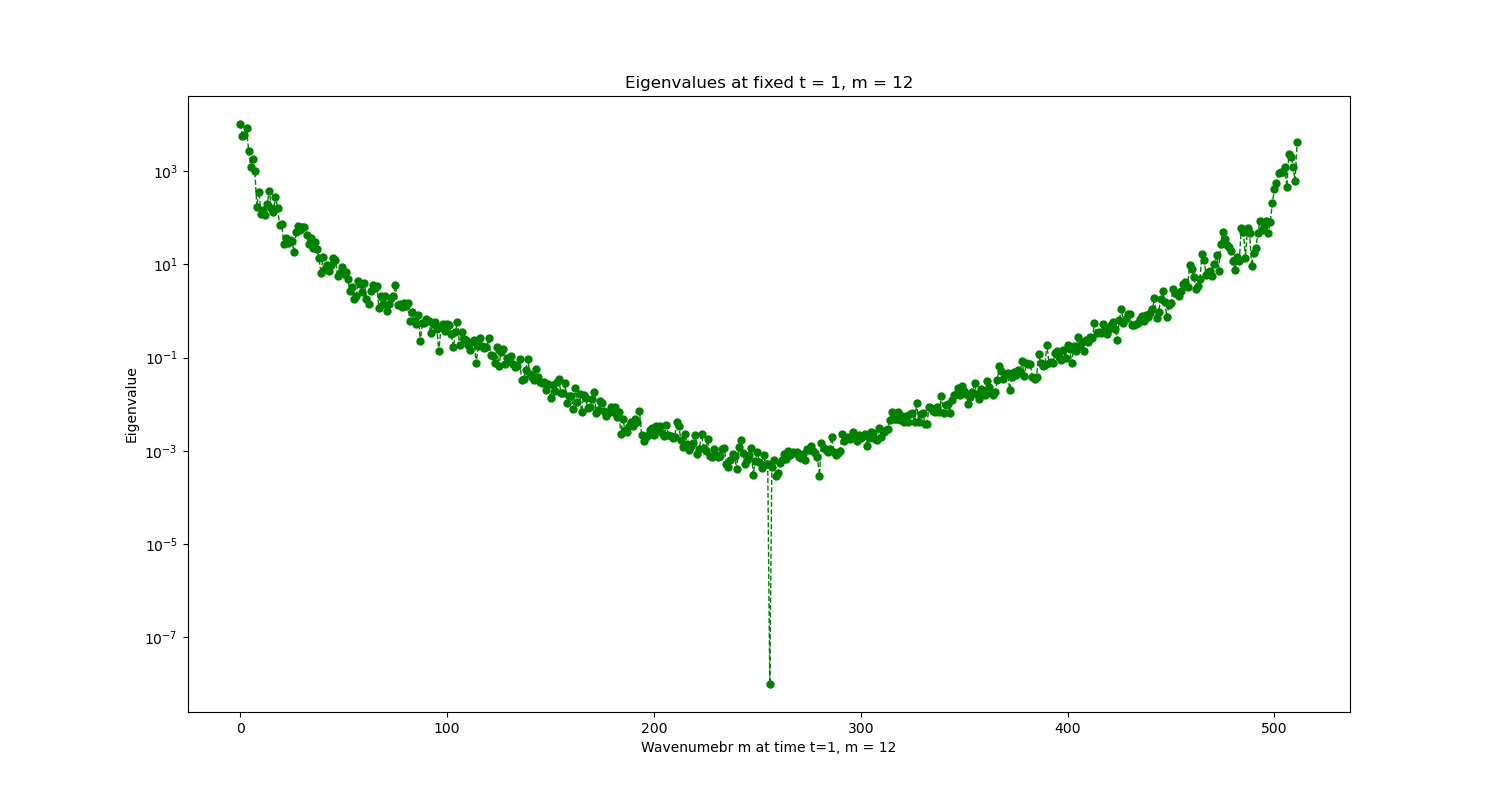 Eigenvalues at fixed t = 1, m = 12
Eigenvalue
10^3
10^1
10^−1
10^−3
10^−5
10^−7
0 100 200 300 400 500
Wavenumebr m at time t=1, m = 12